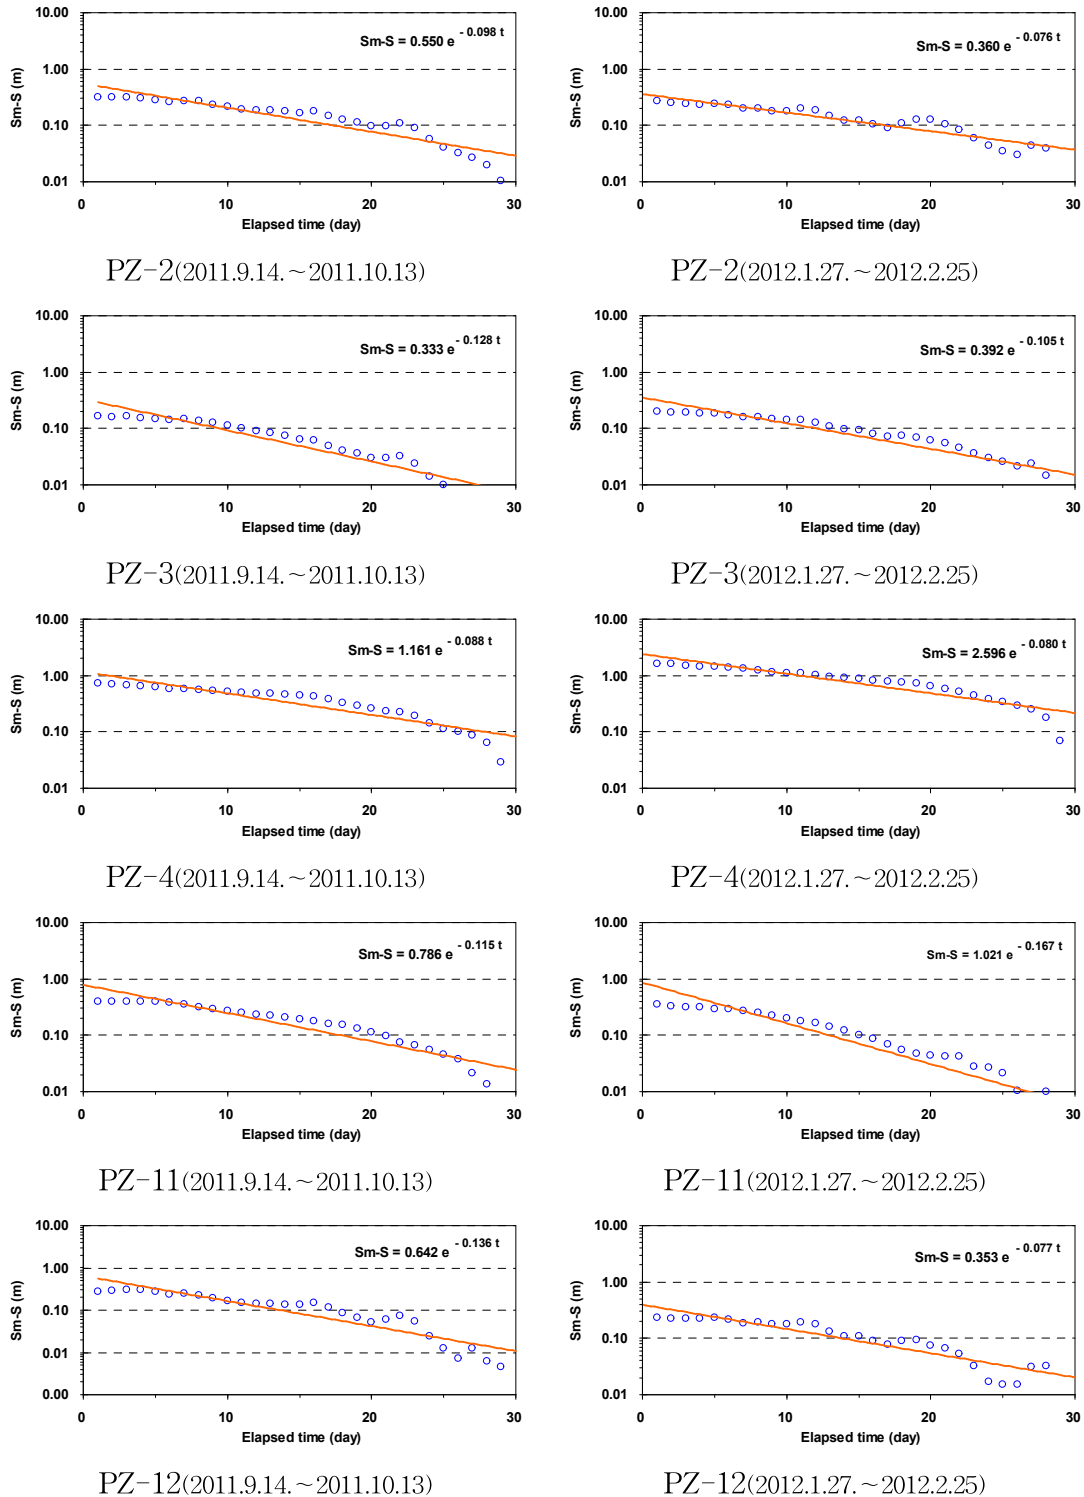 10.00
1.00
0.10
0.01
Sm-S (m)
Sm-S = 0.550 e - 0.098 t
0 10 20 30
Elapsed time (day)
PZ-2(2011.9.14.~2011.10.13)
10.00
1.00
0.10
0.01
Sm-S (m)
Sm-S = 0.360 e - 0.076 t
0 10 20 30
Elapsed time (day)
PZ-2(2012.1.27.~2012.2.25)
10.00
1.00
0.10
0.01
Sm-S (m)
Sm-S = 0.333 e - 0.128 t
0 10 20 30
Elapsed time (day)
PZ-3(2011.9.14.~2011.10.13)
10.00
1.00
0.10
0.01
Sm-S (m)
Sm-S = 0.392 e - 0.105 t
0 10 20 30
Elapsed time (day)
PZ-3(2012.1.27.~2012.2.25)
10.00
1.00
0.10
0.01
Sm-S (m)
Sm-S = 1.161 e - 0.088 t
0 10 20 30
Elapsed time (day)
PZ-4(2011.9.14.~2011.10.13)
10.00
1.00
0.10
0.01
Sm-S (m)
Sm-S = 2.596 e - 0.080 t
0 10 20 30
Elapsed time (day)
PZ-4(2012.1.27.~2012.2.25)
10.00
1.00
0.10
0.01
Sm-S (m)
Sm-S = 0.786 e - 0.115 t
0 10 20 30
Elapsed time (day)
PZ-11(2011.9.14.~2011.10.13)
10.00
1.00
0.10
0.01
Sm-S (m)
Sm-S = 1.021 e - 0.167 t
0 10 20 30
Elapsed time (day)
PZ-11(2012.1.27.~2012.2.25)
10.00
1.00
0.10
0.01
0.00
Sm-S (m)
Sm-S = 0.642 e - 0.136 t
0 10 20 30
Elapsed time (day)
PZ-12(2011.9.14.~2011.10.13)
10.00
1.00
0.10
0.01
Sm-S (m)
Sm-S = 0.353 e - 0.077 t
0 10 20 30
Elapsed time (day)
PZ-12(2012.1.27.~2012.2.25)